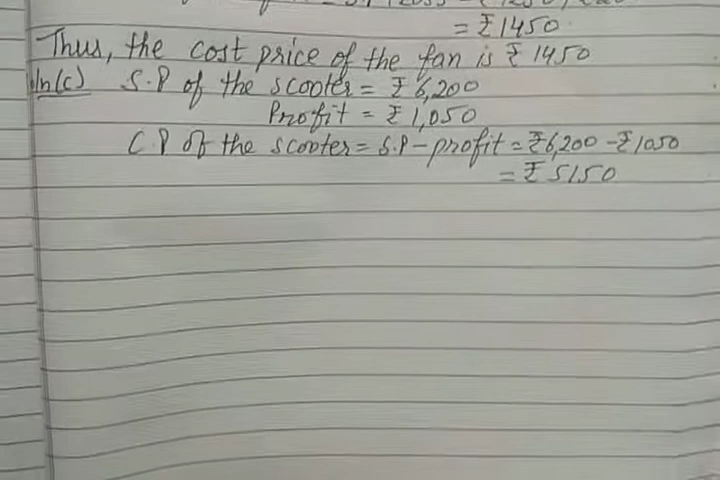 = ₹1450
Thus, the cost price of the fan is ₹ 1450
ln(c) S.P of the scooter = ₹ 6,200
Profit = ₹ 1,050
C.P of the scooter = S.P - profit = ₹6,200 - ₹1050
= ₹ 5150